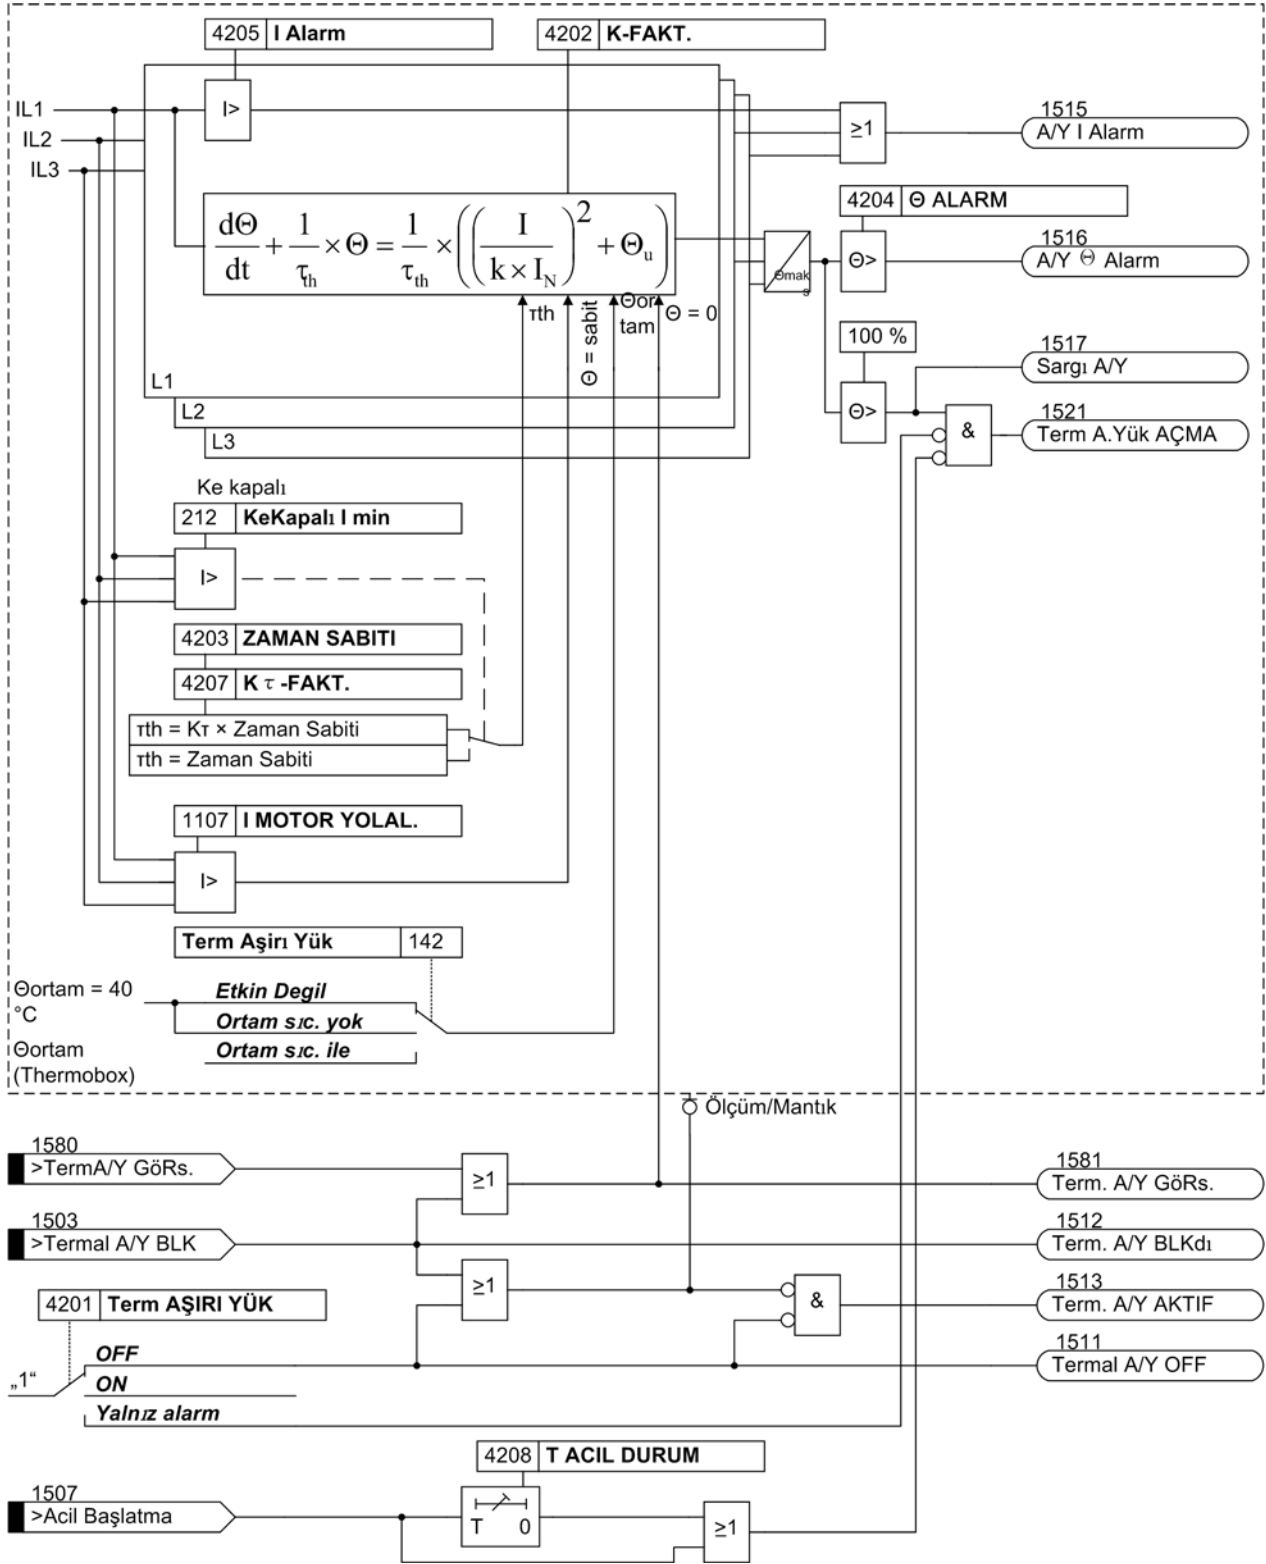 4205 I Alarm
4202 K-FAKT.
IL1
I>
≥1
1515
A/Y I Alarm
IL2
IL3
4204 Θ ALARM
dΘ/dt + 1/τth × Θ = 1/τth × ((I / (k × IN))² + Θu)
Θmak
s
Θ>
1516
A/Y Θ Alarm
τth
Θ = sabit
Θor
tam
Θ = 0
100 %
1517
Sargı A/Y
L1
L2
L3
Θ>
&
1521
Term A.Yük AÇMA
Ke kapalı
212 KeKapalı I min
I>
4203 ZAMAN SABITI
4207 K τ -FAKT.
τth = Kτ × Zaman Sabiti
τth = Zaman Sabiti
1107 I MOTOR YOLAL.
I>
Term Aşırı Yük 142
Θortam = 40
°C
Etkin Degil
Ortam sıc. yok
Ortam sıc. ile
Θortam
(Thermobox)
Ölçüm/Mantık
1580
>TermA/Y GöRs.
≥1
1581
Term. A/Y GöRs.
1503
>Termal A/Y BLK
1512
Term. A/Y BLKdı
≥1
&
1513
Term. A/Y AKTIF
4201 Term AŞIRI YÜK
„1“
OFF
ON
Yalnız alarm
1511
Termal A/Y OFF
4208 T ACIL DURUM
1507
>Acil Başlatma
T 0
≥1